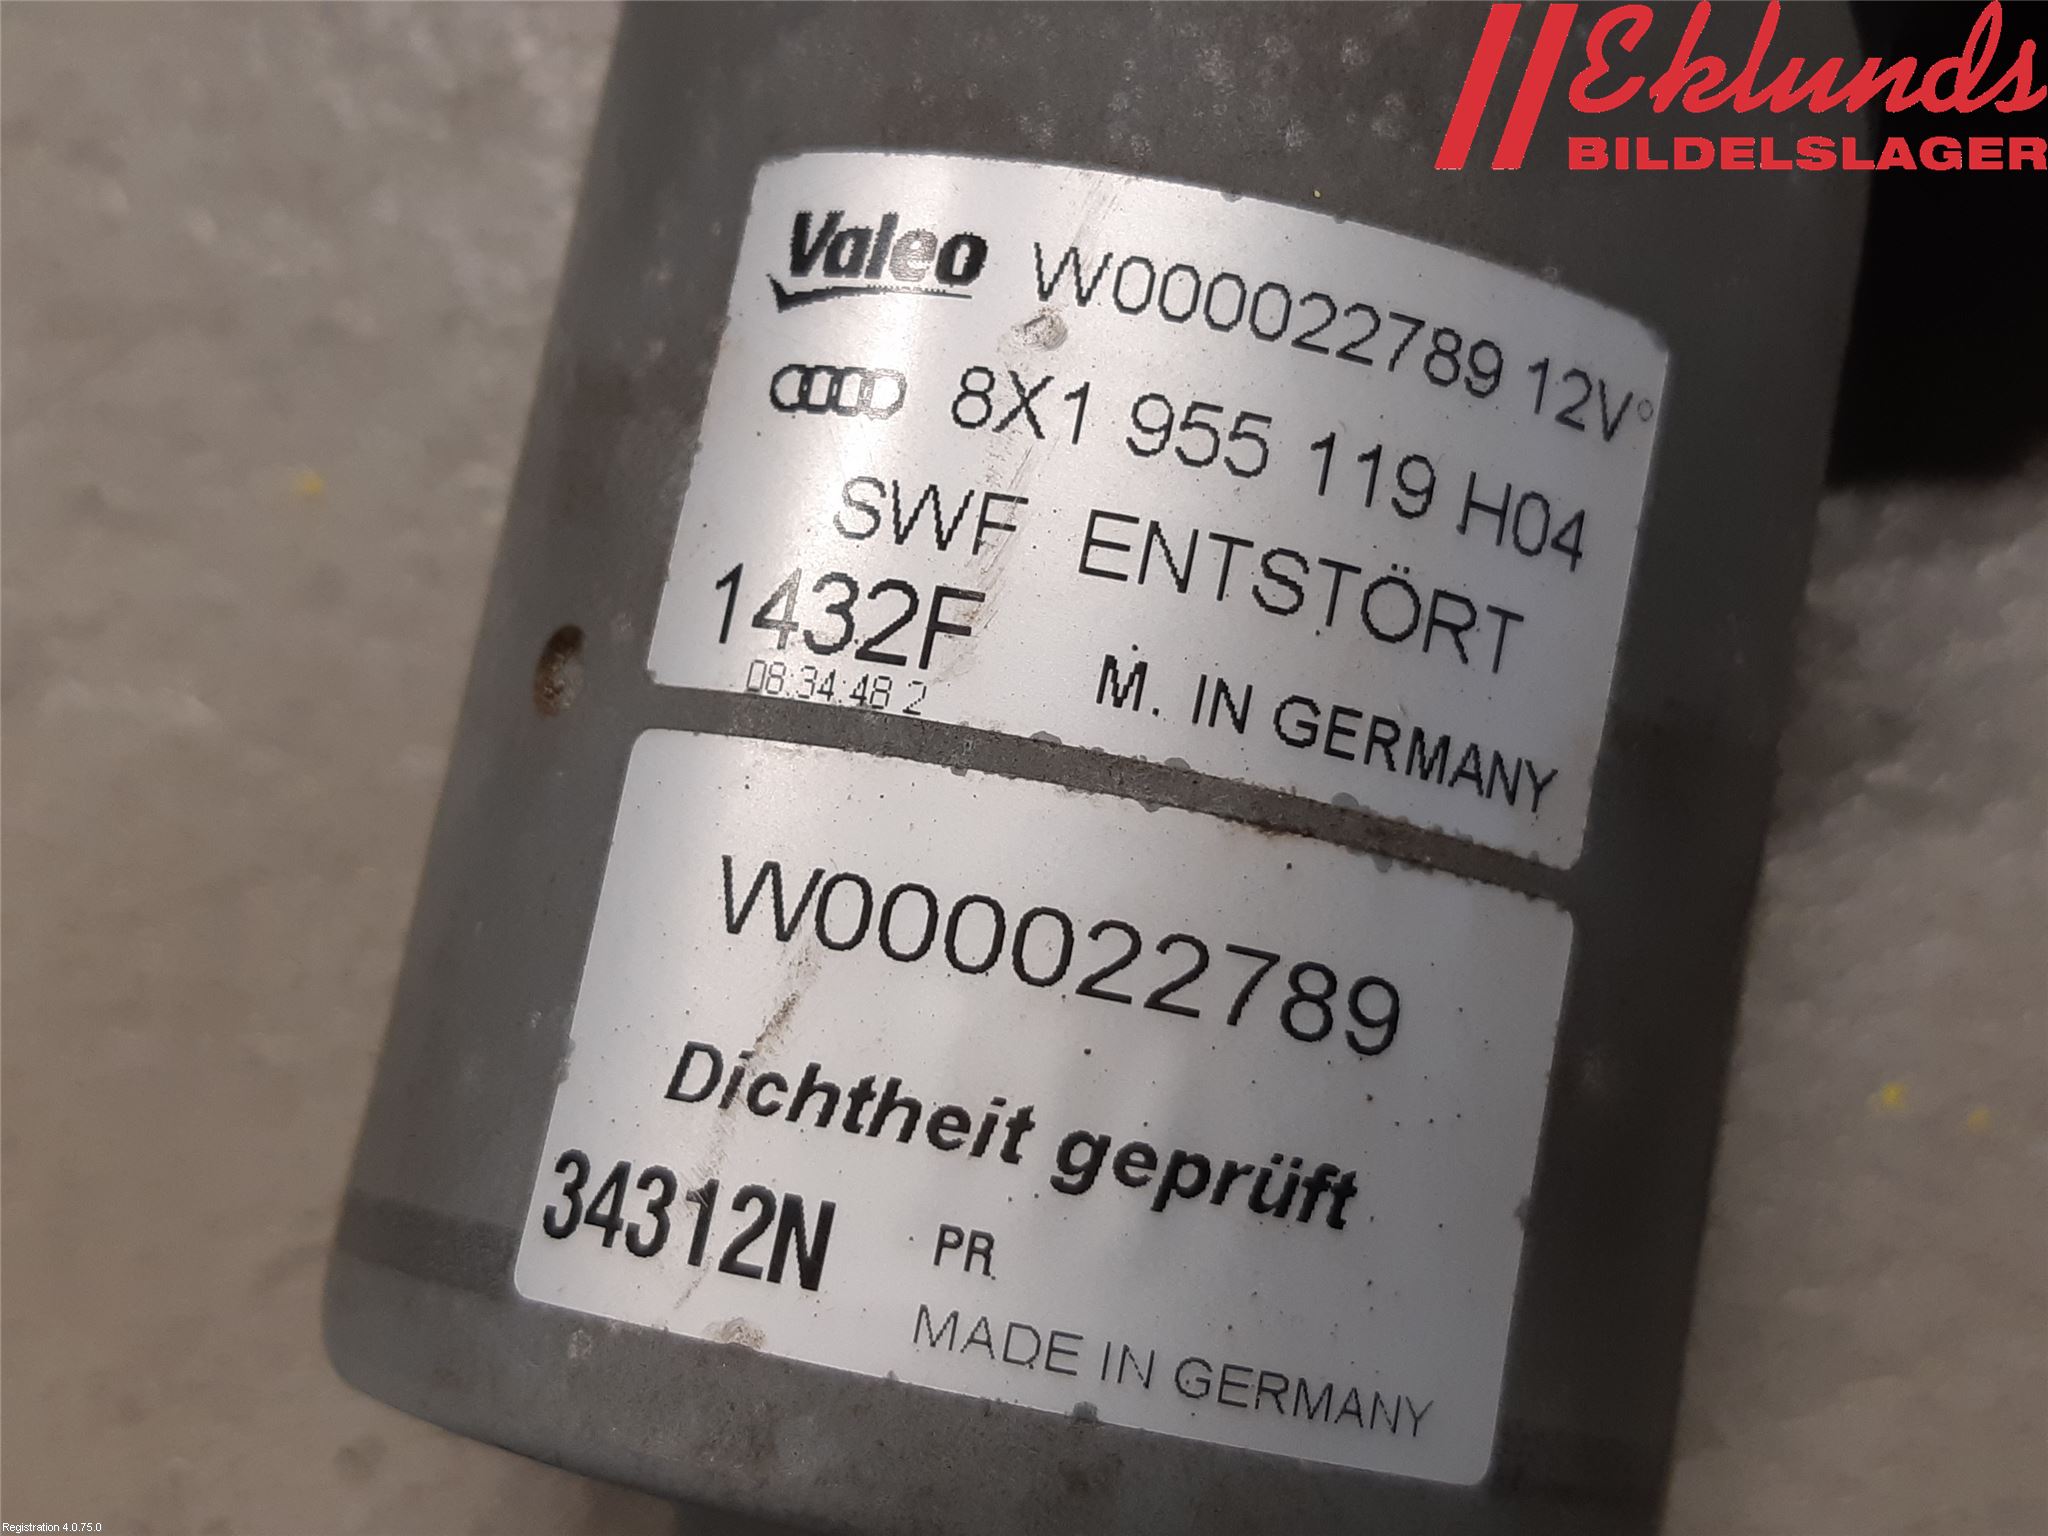 Eklunds
BILDELSLAGER
Valeo W000022789 12V°
8X1 955 119 H04
SWF ENTSTÖRT
1432F
08.34:48 2
M. IN GERMANY
W000022789
Dichtheit geprüft
34312N PR
MADE IN GERMANY
Registration 4.0.75.0